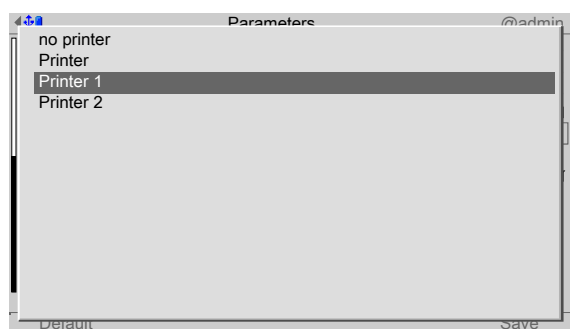 Parameters @admin
no printer
Printer
Printer 1
Printer 2
Default Save